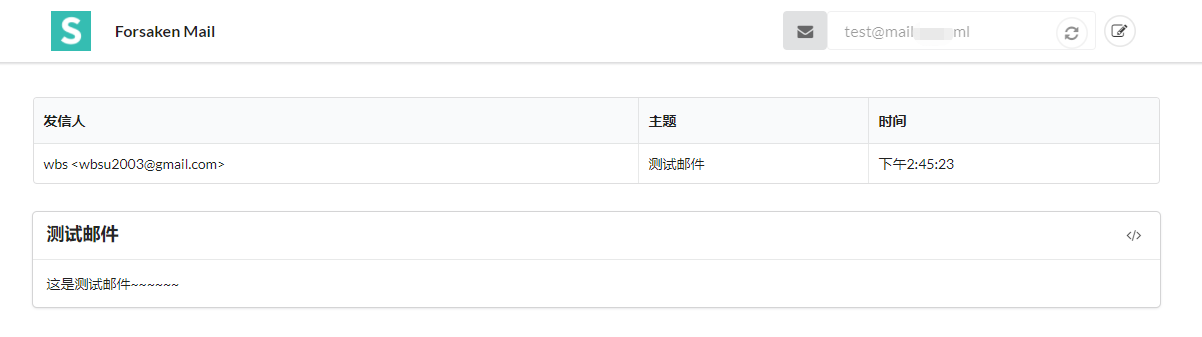 S
Forsaken Mail
test@mail ml
发信人 主题 时间
wbs <wbsu2003@gmail.com> 测试邮件 下午2:45:23
测试邮件 </>
这是测试邮件~~~~~~